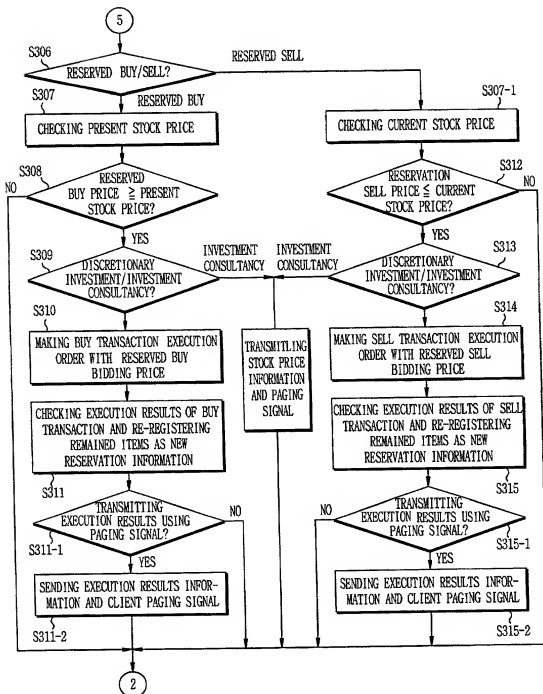 5
S306
RESERVED BUY/SELL?
RESERVED SELL
S307
RESERVED BUY
S307-1
CHECKING PRESENT STOCK PRICE
CHECKING CURRENT STOCK PRICE
S308
RESERVED
BUY PRICE ≧ PRESENT
STOCK PRICE?
NO
YES
S312
RESERVATION
SELL PRICE ≦ CURRENT
STOCK PRICE?
NO
YES
S309
DISCRETIONARY
INVESTMENT/INVESTMENT
CONSULTANCY?
INVESTMENT
CONSULTANCY
INVESTMENT
CONSULTANCY
S313
DISCRETIONARY
INVESTMENT/INVESTMENT
CONSULTANCY?
S310
MAKING BUY TRANSACTION EXECUTION
ORDER WITH RESERVED BUY
BIDDING PRICE
TRANSMITLING
STOCK PRICE
INFORMATION
AND PAGING
SIGNAL
S314
MAKING SELL TRANSACTION EXECUTION
ORDER WITH RESERVED SELL
BIDDING PRICE
CHECKING EXECUTION RESULTS OF BUY
TRANSACTION AND RE-REGISTERING
REMAINED ITEMS AS NEW
RESERVATION INFORMATION
S311
CHECKING EXECUTION RESULTS OF SELL
TRANSACTION AND RE-REGISTERING
REMAINED ITEMS AS NEW
RESERVATION INFORMATION
S315
TRANSMITTING
EXECUTION RESULTS USING
PAGING SIGNAL?
NO
S311-1
YES
TRANSMITTING
EXECUTION RESULTS USING
PAGING SIGNAL?
NO
S315-1
YES
SENDING EXECUTION RESULTS INFOR-
MATION AND CLIENT PAGING SIGNAL
S311-2
SENDING EXECUTION RESULTS INFOR-
MATION AND CLIENT PAGING SIGNAL
S315-2
2